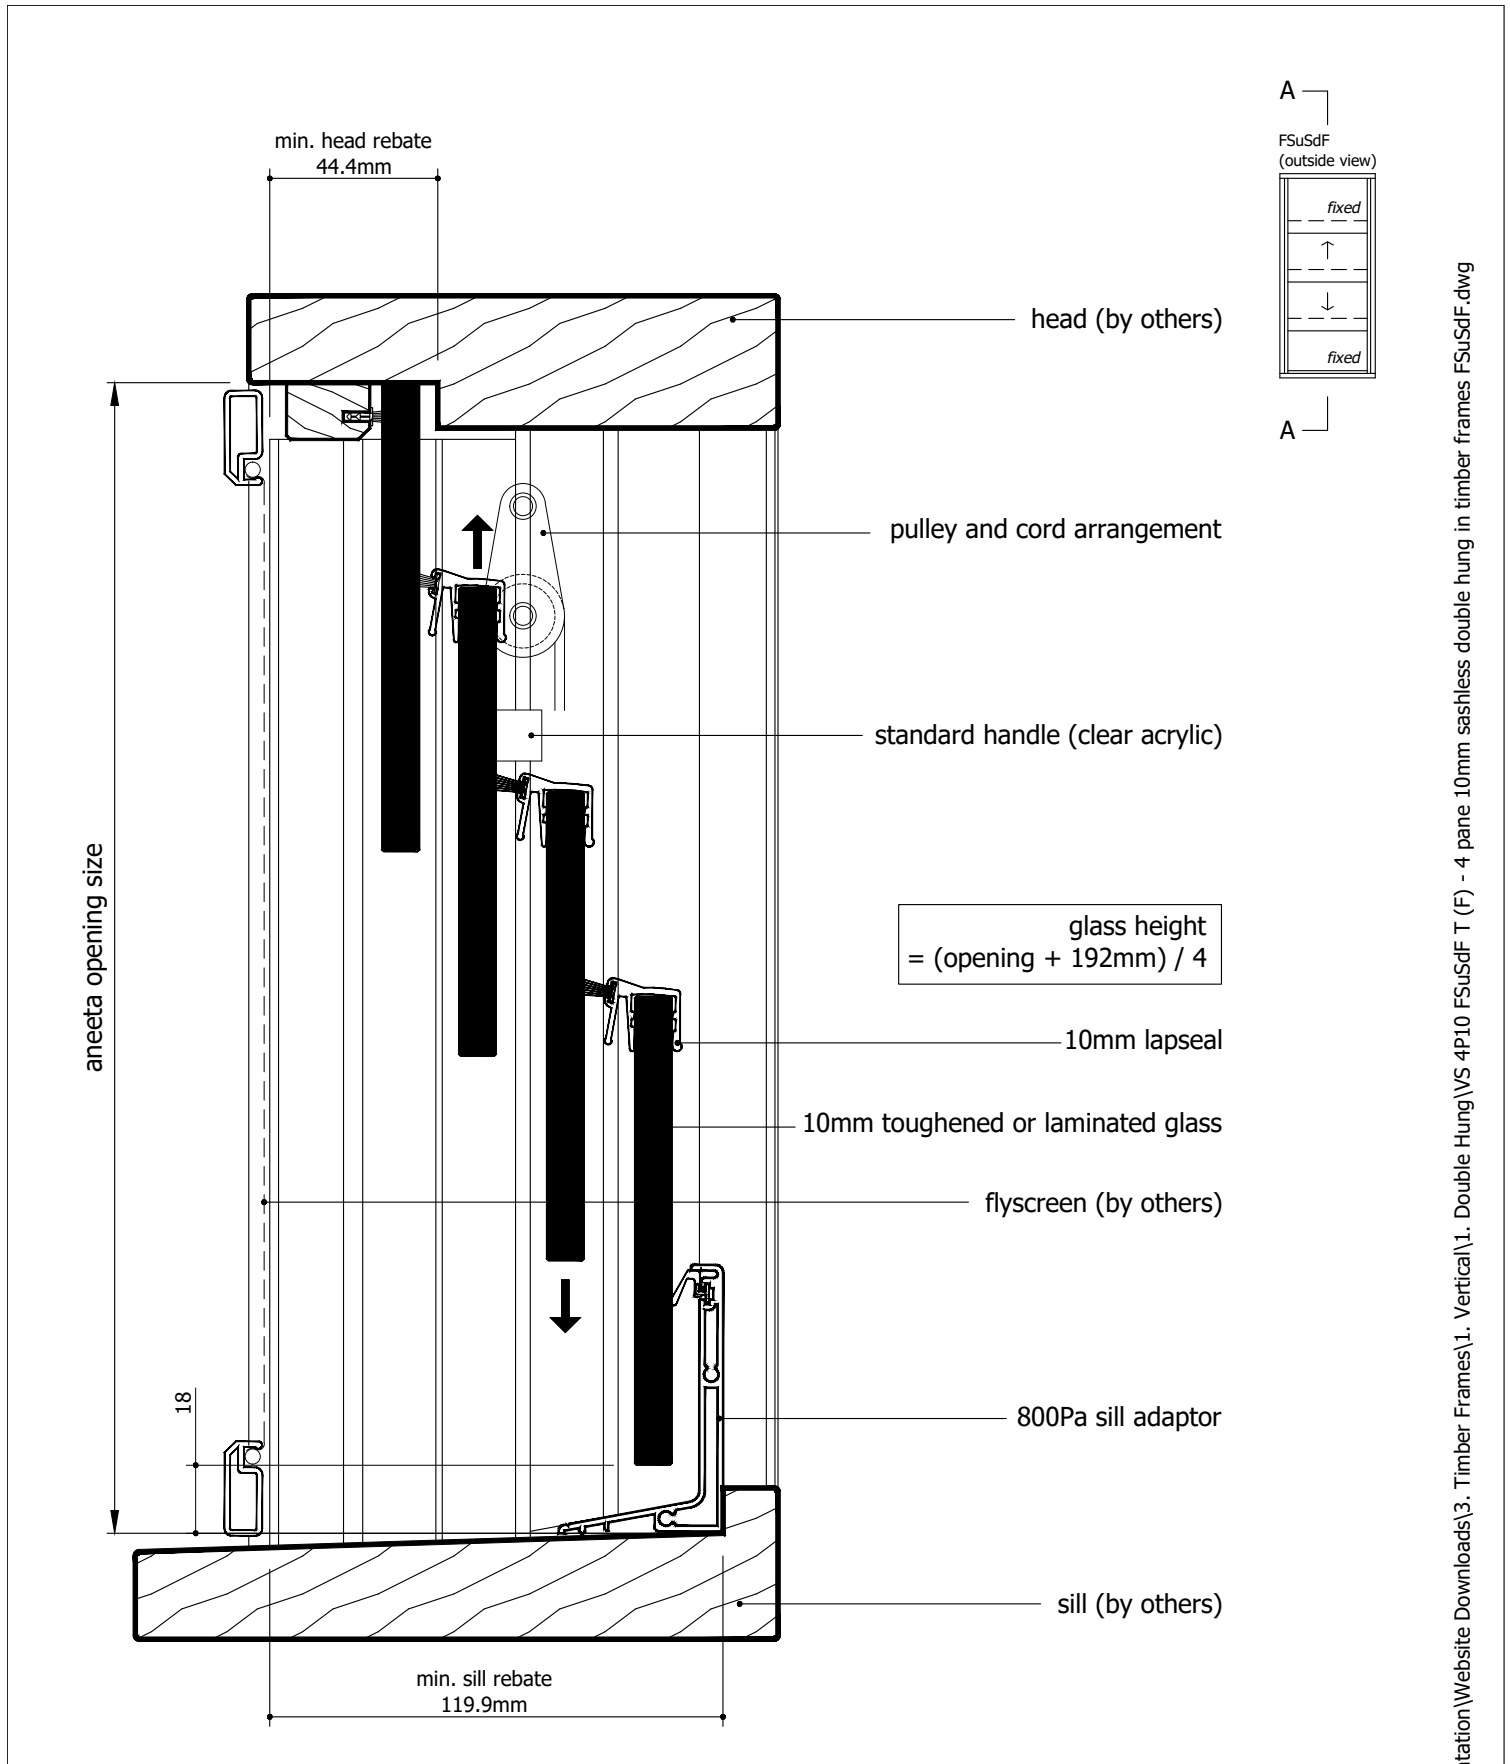 A
FSuSdF
(outside view)
fixed
fixed
A
min. head rebate
44.4mm
head (by others)
pulley and cord arrangement
standard handle (clear acrylic)
aneeta opening size
glass height
= (opening + 192mm) / 4
10mm lapseal
10mm toughened or laminated glass
flyscreen (by others)
18
800Pa sill adaptor
sill (by others)
min. sill rebate
119.9mm
\Website Downloads\3. Timber Frames\1. Vertical\1. Double Hung\VS 4P10 FSuSdF T (F) - 4 pane 10mm sashless double hung in timber frames FSuSdF.dwg